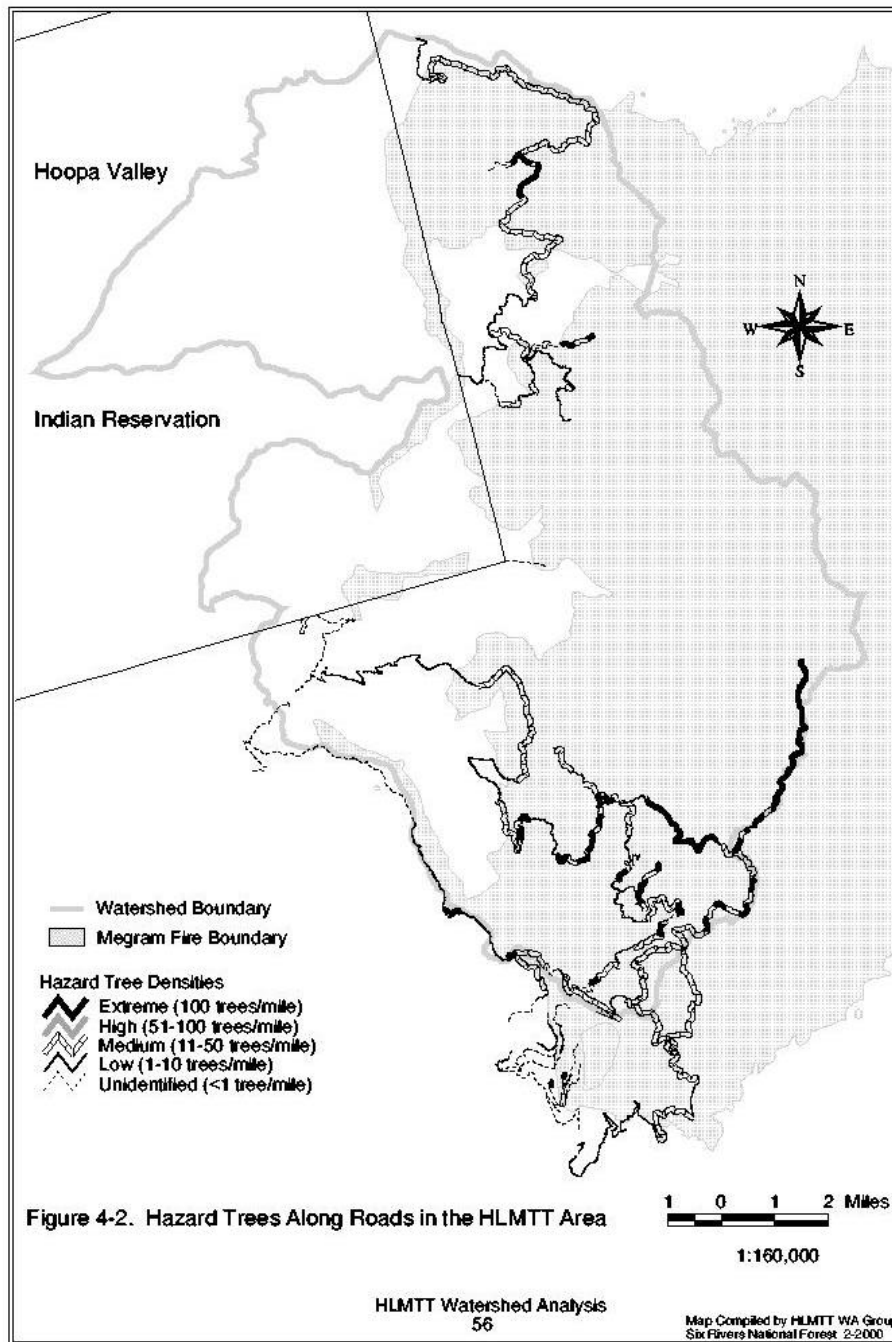 Hoopa Valley
N
W E
S
Indian Reservation
Watershed Boundary
Megram Fire Boundary
Hazard Tree Densities
Extreme (100 trees/mile)
High (51-100 trees/mile)
Medium (11-50 trees/mile)
Low (1-10 trees/mile)
Unidentified (<1 tree/mile)
Figure 4-2. Hazard Trees Along Roads in the HLMTT Area
1 0 1 2 Miles
1:160,000
HLMTT Watershed Analysis
56
Map Compiled by HLMTT WA Grou
Six Rivers National Forest 2-2000